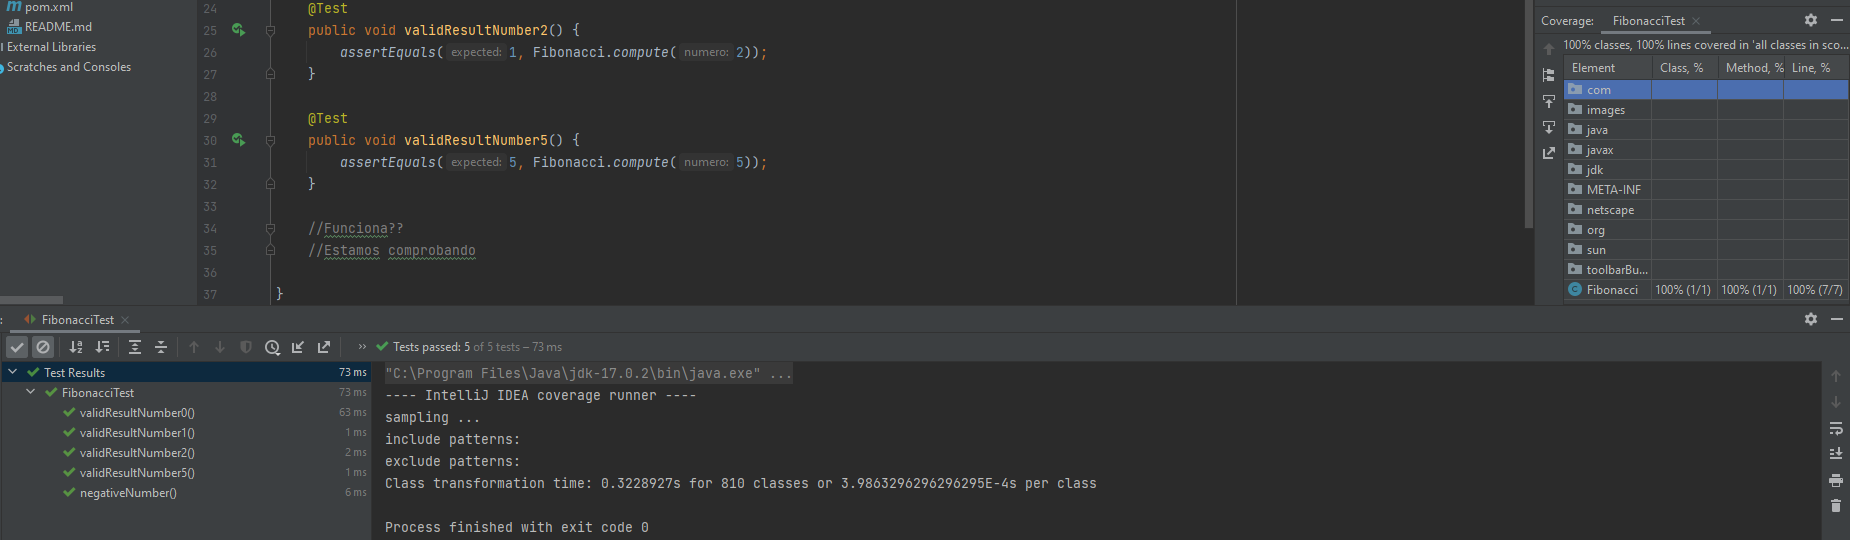 pom.xml
README.md
External Libraries
Scratches and Consoles
24 @Test
25 public void validResultNumber2() {
26 assertEquals( expected: 1, Fibonacci.compute( numero: 2));
27 }
28
29 @Test
30 public void validResultNumber5() {
31 assertEquals( expected: 5, Fibonacci.compute( numero: 5));
32 }
33
34 //Funciona??
35 //Estamos comprobando
36
37 }
Coverage: FibonacciTest
100% classes, 100% lines covered in 'all classes in sco...
Element Class, % Method, % Line, %
com
images
java
javax
jdk
META-INF
netscape
org
sun
toolbarBu...
Fibonacci 100% (1/1) 100% (1/1) 100% (7/7)
: FibonacciTest
Tests passed: 5 of 5 tests – 73 ms
Test Results 73 ms
FibonacciTest 73 ms
validResultNumber0() 63 ms
validResultNumber1() 1 ms
validResultNumber2() 2 ms
validResultNumber5() 1 ms
negativeNumber() 6 ms
"C:\Program Files\Java\jdk-17.0.2\bin\java.exe" ...
---- IntelliJ IDEA coverage runner ----
sampling ...
include patterns:
exclude patterns:
Class transformation time: 0.3228927s for 810 classes or 3.9863296296296295E-4s per class
Process finished with exit code 0